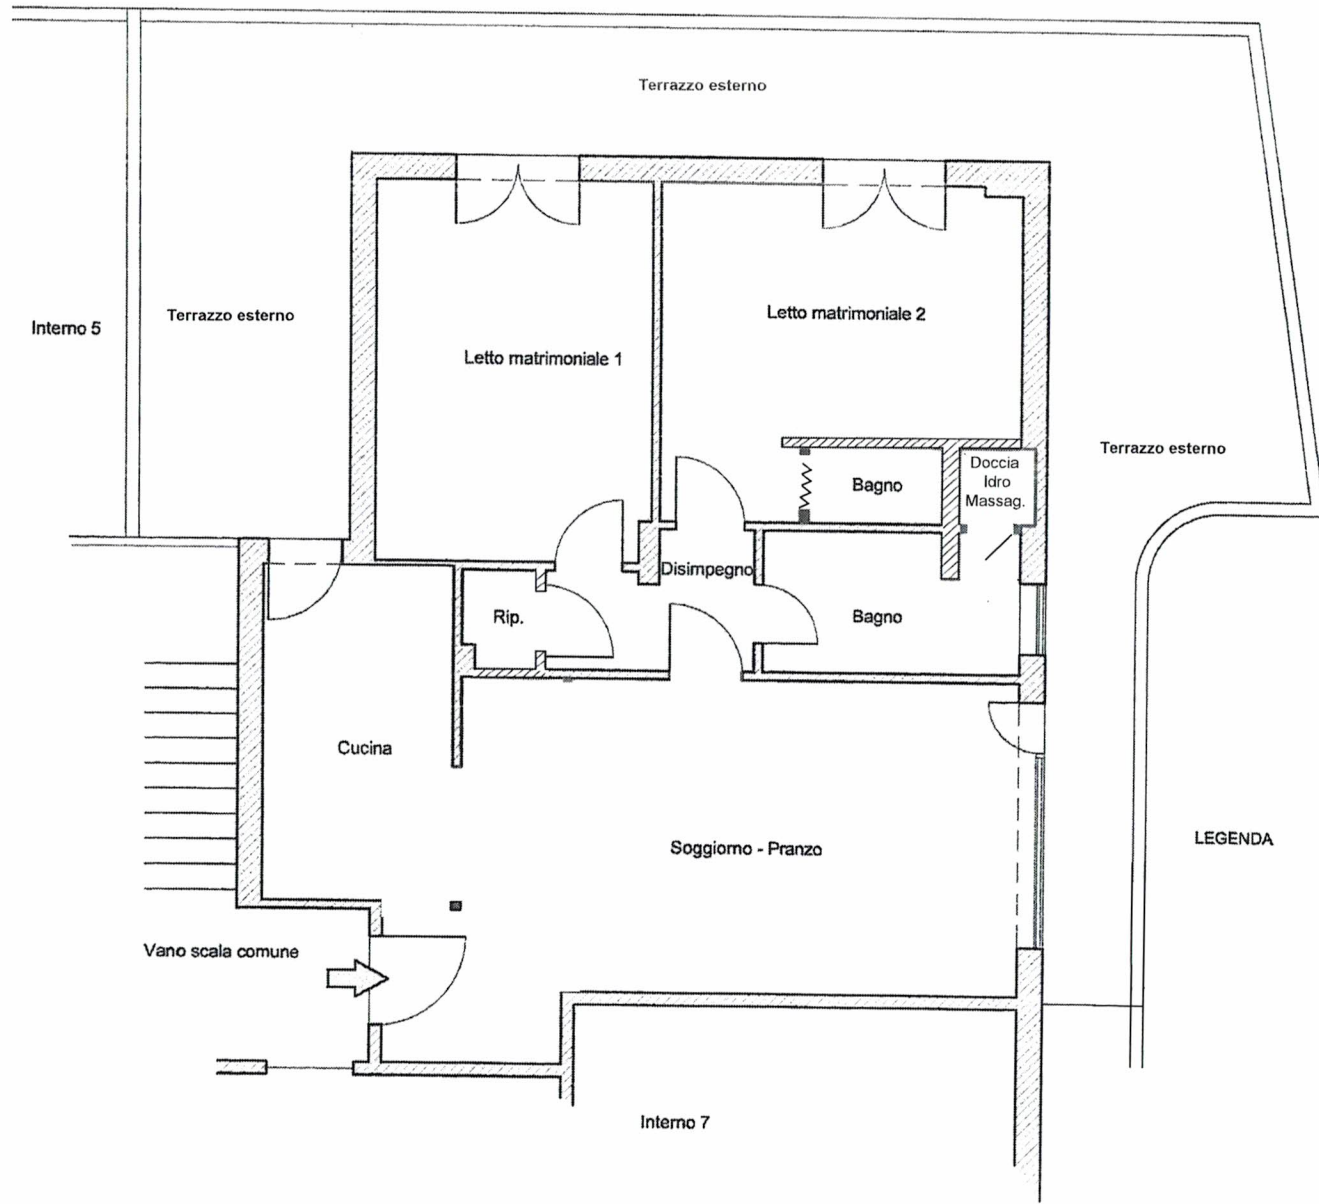 Terrazzo esterno
Interno 5
Terrazzo esterno
Letto matrimoniale 1
Letto matrimoniale 2
Terrazzo esterno
Bagno
Doccia
Idro
Massag.
Disimpegno
Rip.
Bagno
Cucina
Soggiorno - Pranzo
LEGENDA
Vano scala comune
Interno 7